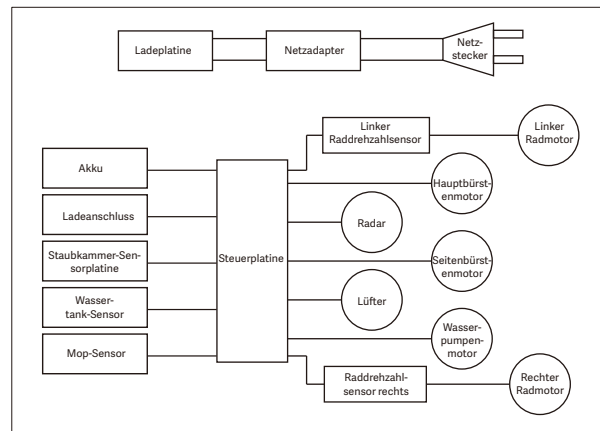 Ladeplatine
Netzadapter
Netz-
stecker
Linker
Raddrehzahlsensor
Linker
Radmotor
Akku
Hauptbürst-
enmotor
Ladeanschluss
Radar
Staubkammer-Sen-
sorplatine
Steuerplatine
Seitenbürst-
enmotor
Wasser-
tank-Sensor
Lüfter
Wasser-
pumpen-
motor
Mop-Sensor
Raddrehzahl-
sensor rechts
Rechter
Radmotor